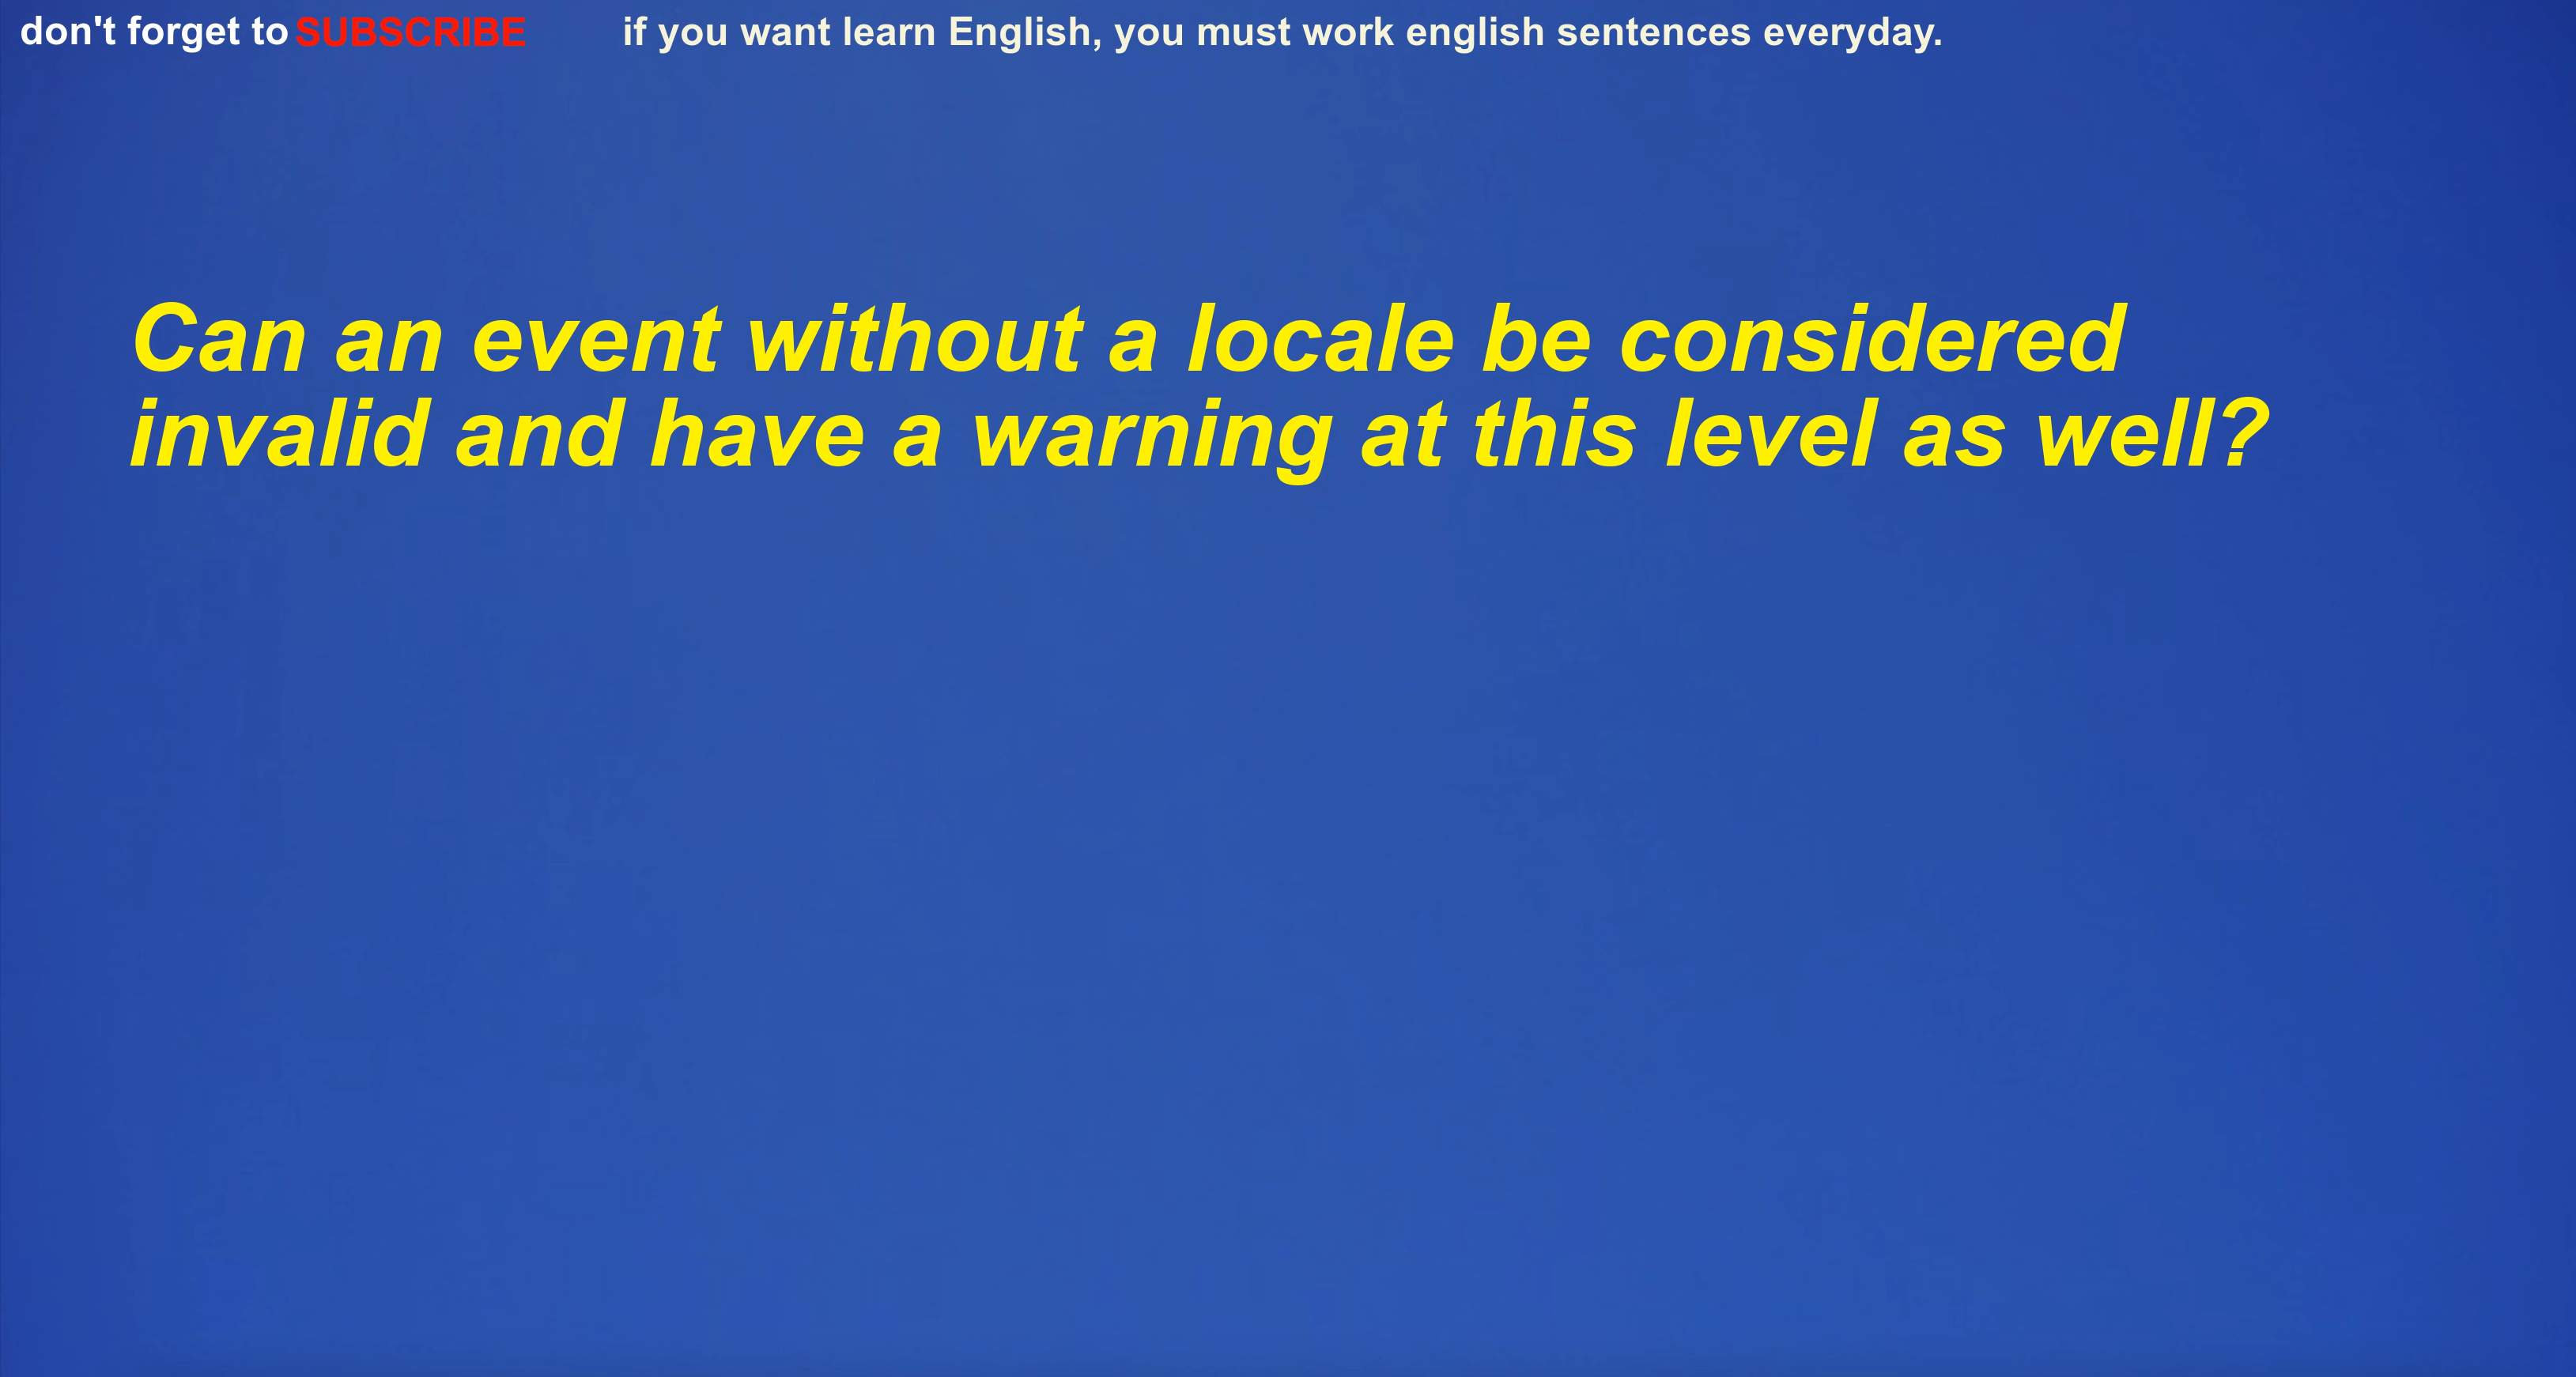 don't forget to SUBSCRIBE if you want learn English, you must work english sentences everyday.
Can an event without a locale be considered
invalid and have a warning at this level as well?